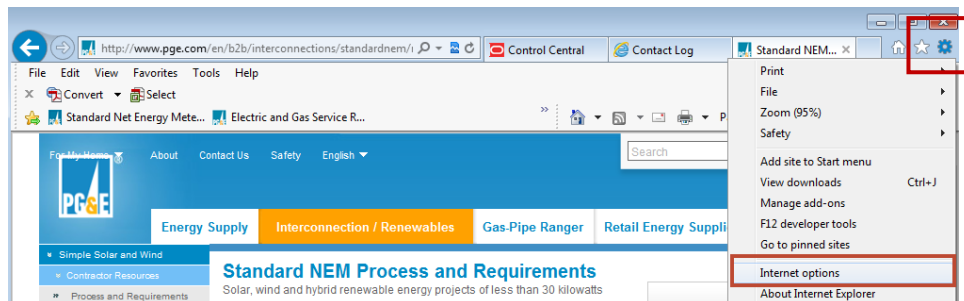 http://www.pge.com/en/b2b/interconnections/standardnem/ Control Central Contact Log Standard NEM...
File Edit View Favorites Tools Help
Convert Select
Standard Net Energy Mete... Electric and Gas Service R... P
For My Home About Contact Us Safety English Search
PG&E
Energy Supply Interconnection / Renewables Gas-Pipe Ranger Retail Energy Suppli
Simple Solar and Wind
Contractor Resources
Process and Requirements
Standard NEM Process and Requirements
Solar, wind and hybrid renewable energy projects of less than 30 kilowatts
Print
File
Zoom (95%)
Safety
Add site to Start menu
View downloads Ctrl+J
Manage add-ons
F12 developer tools
Go to pinned sites
Internet options
About Internet Explorer